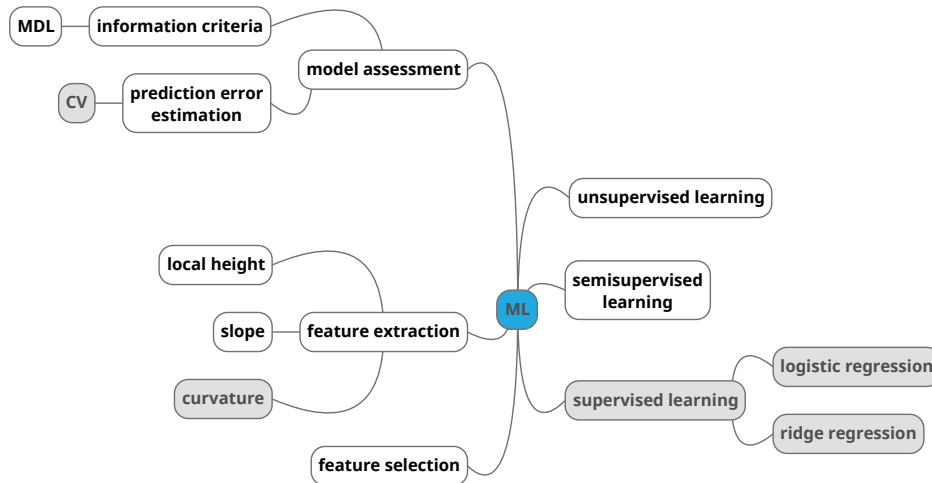 MDL
information criteria
model assessment
CV
prediction error
estimation
unsupervised learning
local height
semisupervised
learning
ML
slope
feature extraction
logistic regression
curvature
supervised learning
ridge regression
feature selection